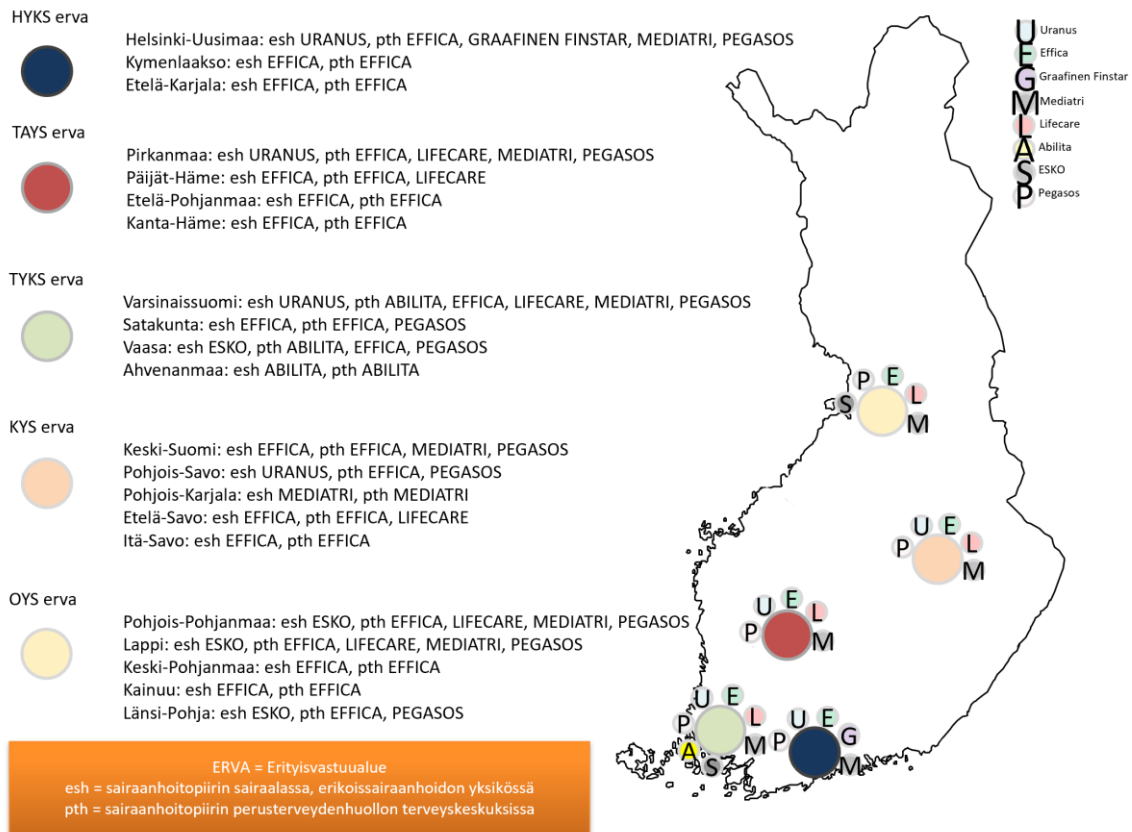 HYKS erva
Helsinki-Uusimaa: esh URANUS, pth EFFICA, GRAAFINEN FINSTAR, MEDIATRI, PEGASOS
Kymenlaakso: esh EFFICA, pth EFFICA
Etelä-Karjala: esh EFFICA, pth EFFICA
TAYS erva
Pirkanmaa: esh URANUS, pth EFFICA, LIFECARE, MEDIATRI, PEGASOS
Päijät-Häme: esh EFFICA, pth EFFICA, LIFECARE
Etelä-Pohjanmaa: esh EFFICA, pth EFFICA
Kanta-Häme: esh EFFICA, pth EFFICA
TYKS erva
Varsinaissuomi: esh URANUS, pth ABILITA, EFFICA, LIFECARE, MEDIATRI, PEGASOS
Satakunta: esh EFFICA, pth EFFICA, PEGASOS
Vaasa: esh ESKO, pth ABILITA, EFFICA, PEGASOS
Ahvenanmaa: esh ABILITA, pth ABILITA
KYS erva
Keski-Suomi: esh EFFICA, pth EFFICA, MEDIATRI, PEGASOS
Pohjois-Savo: esh URANUS, pth EFFICA, PEGASOS
Pohjois-Karjala: esh MEDIATRI, pth MEDIATRI
Etelä-Savo: esh EFFICA, pth EFFICA, LIFECARE
Itä-Savo: esh EFFICA, pth EFFICA
OYS erva
Pohjois-Pohjanmaa: esh ESKO, pth EFFICA, LIFECARE, MEDIATRI, PEGASOS
Lappi: esh ESKO, pth EFFICA, LIFECARE, MEDIATRI, PEGASOS
Keski-Pohjanmaa: esh EFFICA, pth EFFICA
Kainuu: esh EFFICA, pth EFFICA
Länsi-Pohja: esh ESKO, pth EFFICA, PEGASOS
ERVA = Erityisvastuualue
esh = sairaanhoitopiirin sairaalassa, erikoissairaanhoidon yksikössä
pth = sairaanhoitopiirin perusterveydenhuollon terveyskeskuksissa
U Uranus
E Effica
G Graafinen Finstar
M Mediatri
L Lifecare
A Abilita
S ESKO
P Pegasos
S P E L M
P U E L M
P U E L M
A P U E L M S
P U E G M